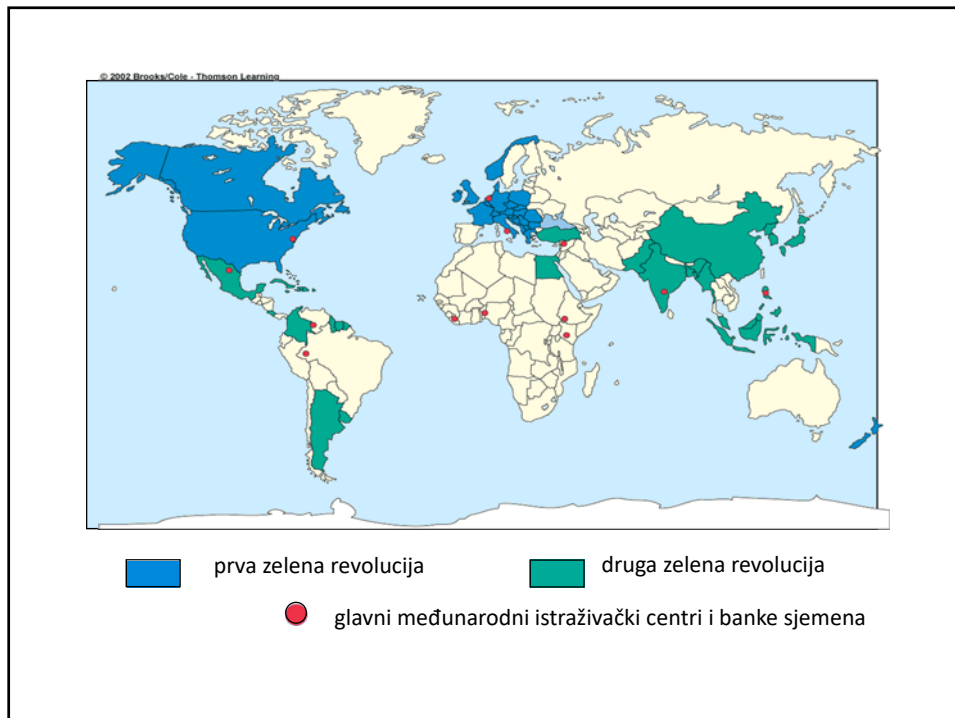 © 2002 Brooks/Cole - Thomson Learning
prva zelena revolucija
druga zelena revolucija
glavni međunarodni istraživački centri i banke sjemena